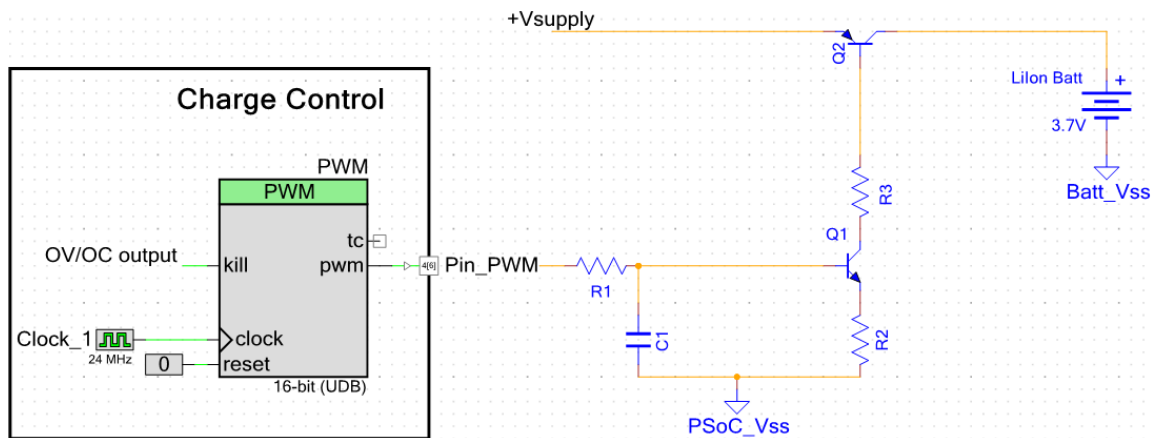 +Vsupply
Q2
LiIon Batt
+
3.7V
Batt_Vss
Charge Control
PWM
PWM
tc
OV/OC output
kill
pwm
4[6]
Pin_PWM
R1
R3
Q1
Clock_1
24 MHz
clock
0
reset
16-bit (UDB)
C1
R2
PSoC_Vss